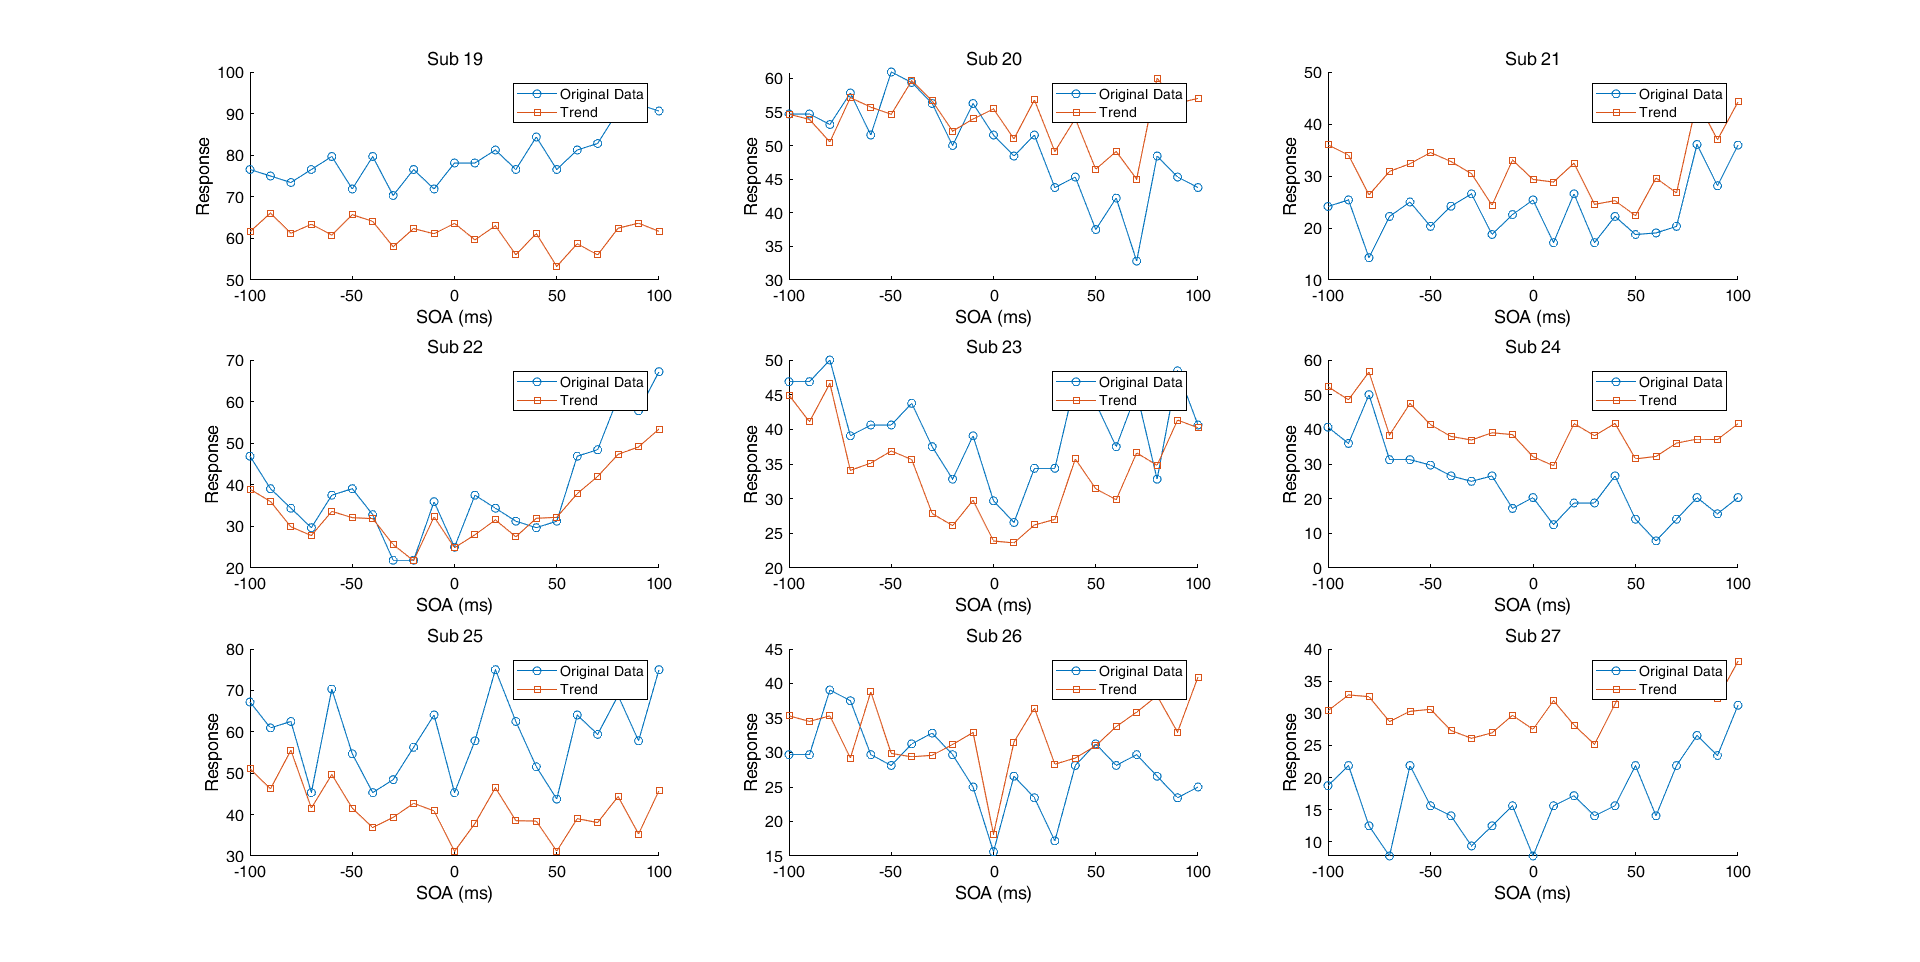 Sub 19
100
90
80
70
60
50
Response
-100 -50 0 50 100
SOA (ms)
Original Data
Trend
Sub 20
60
55
50
45
40
35
30
Response
-100 -50 0 50 100
SOA (ms)
Original Data
Trend
Sub 21
50
40
30
20
10
Response
-100 -50 0 50 100
SOA (ms)
Original Data
Trend
Sub 22
70
60
50
40
30
20
Response
-100 -50 0 50 100
SOA (ms)
Original Data
Trend
Sub 23
50
45
40
35
30
25
20
Response
-100 -50 0 50 100
SOA (ms)
Original Data
Trend
Sub 24
60
50
40
30
20
10
0
Response
-100 -50 0 50 100
SOA (ms)
Original Data
Trend
Sub 25
80
70
60
50
40
30
Response
-100 -50 0 50 100
SOA (ms)
Original Data
Trend
Sub 26
45
40
35
30
25
20
15
Response
-100 -50 0 50 100
SOA (ms)
Original Data
Trend
Sub 27
40
35
30
25
20
15
10
Response
-100 -50 0 50 100
SOA (ms)
Original Data
Trend